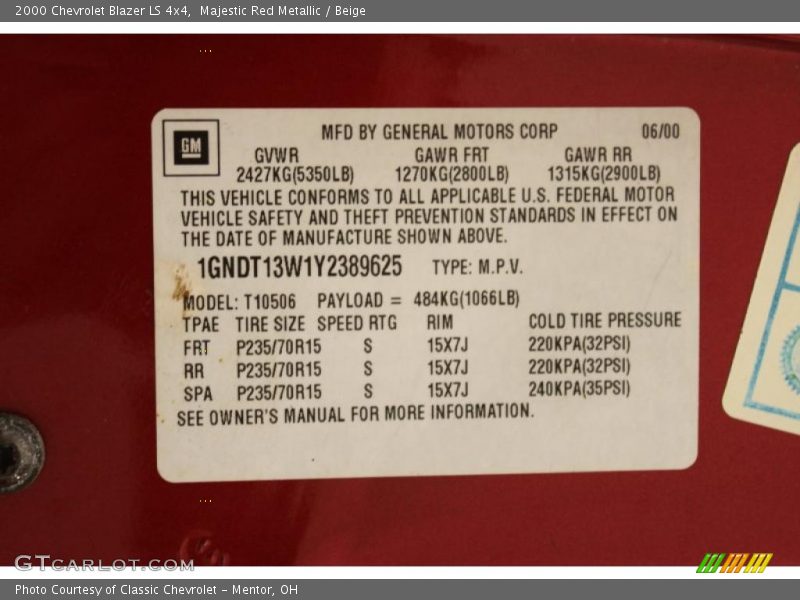 2000 Chevrolet Blazer LS 4x4,  Majestic Red Metallic / Beige
...
GM
MFD BY GENERAL MOTORS CORP 06/00
GVWR GAWR FRT GAWR RR
2427KG(5350LB) 1270KG(2800LB) 1315KG(2900LB)
THIS VEHICLE CONFORMS TO ALL APPLICABLE U.S. FEDERAL MOTOR
VEHICLE SAFETY AND THEFT PREVENTION STANDARDS IN EFFECT ON
THE DATE OF MANUFACTURE SHOWN ABOVE.
1GNDT13W1Y2389625 TYPE: M.P.V.
MODEL: T10506 PAYLOAD = 484KG(1066LB)
TPAE TIRE SIZE SPEED RTG RIM COLD TIRE PRESSURE
FRT P235/70R15 S 15X7J 220KPA(32PSI)
RR P235/70R15 S 15X7J 220KPA(32PSI)
SPA P235/70R15 S 15X7J 240KPA(35PSI)
SEE OWNER'S MANUAL FOR MORE INFORMATION.
...
GTCARLOT.COM
Photo Courtesy of Classic Chevrolet - Mentor, OH